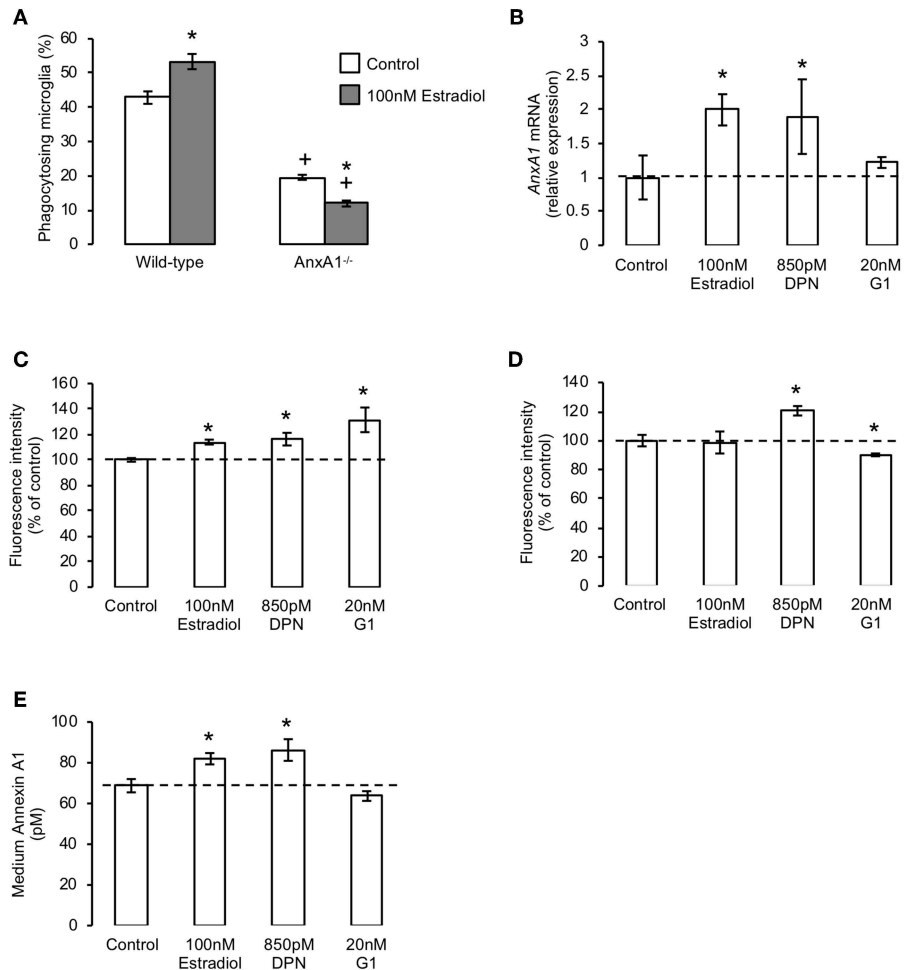 A
Phagocytosing microglia (%)
60
50
40
30
20
10
0
*
+
*
+
Control
100nM Estradiol
Wild-type
AnxA1-/-
B
AnxA1 mRNA
(relative expression)
3
2.5
2
1.5
1
0.5
0
*
*
Control
100nM
Estradiol
850pM
DPN
20nM
G1
C
Fluorescence intensity
(% of control)
160
140
120
100
80
60
40
20
0
*
*
*
Control
100nM
Estradiol
850pM
DPN
20nM
G1
D
Fluorescence intensity
(% of control)
140
120
100
80
60
40
20
0
*
*
Control
100nM
Estradiol
850pM
DPN
20nM
G1
E
Medium Annexin A1
(pM)
100
80
60
40
20
0
*
*
Control
100nM
Estradiol
850pM
DPN
20nM
G1